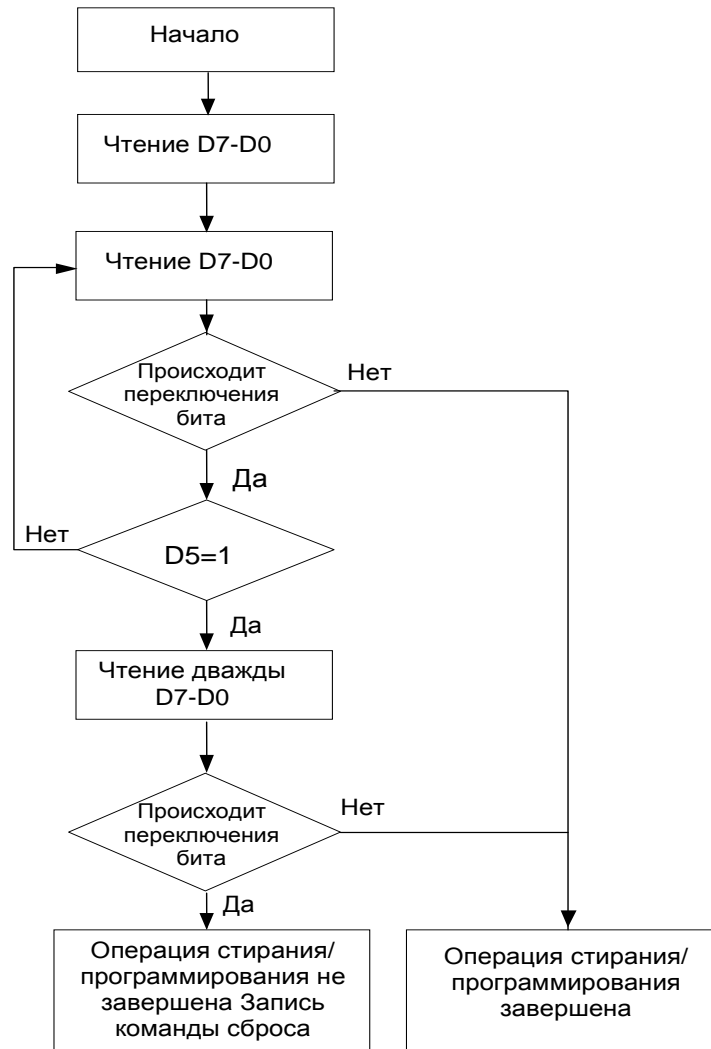 Начало
Чтение D7-D0
Чтение D7-D0
Происходит
переключения
бита
Нет
Да
Нет
D5=1
Да
Чтение дважды
D7-D0
Происходит
переключения
бита
Нет
Да
Операция стирания/
программирования не
завершена Запись
команды сброса
Операция стирания/
программирования
завершена